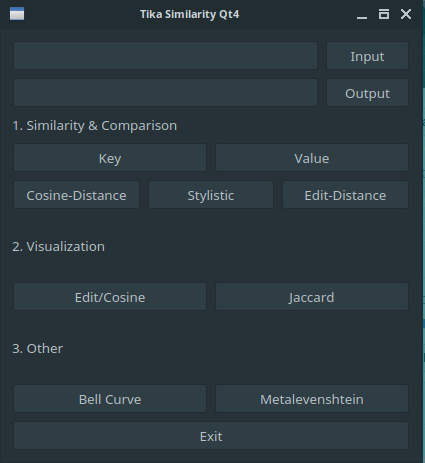 Tika Similarity Qt4
Input
Output
1. Similarity & Comparison
Key Value
Cosine-Distance Stylistic Edit-Distance
2. Visualization
Edit/Cosine Jaccard
3. Other
Bell Curve Metalevenshtein
Exit